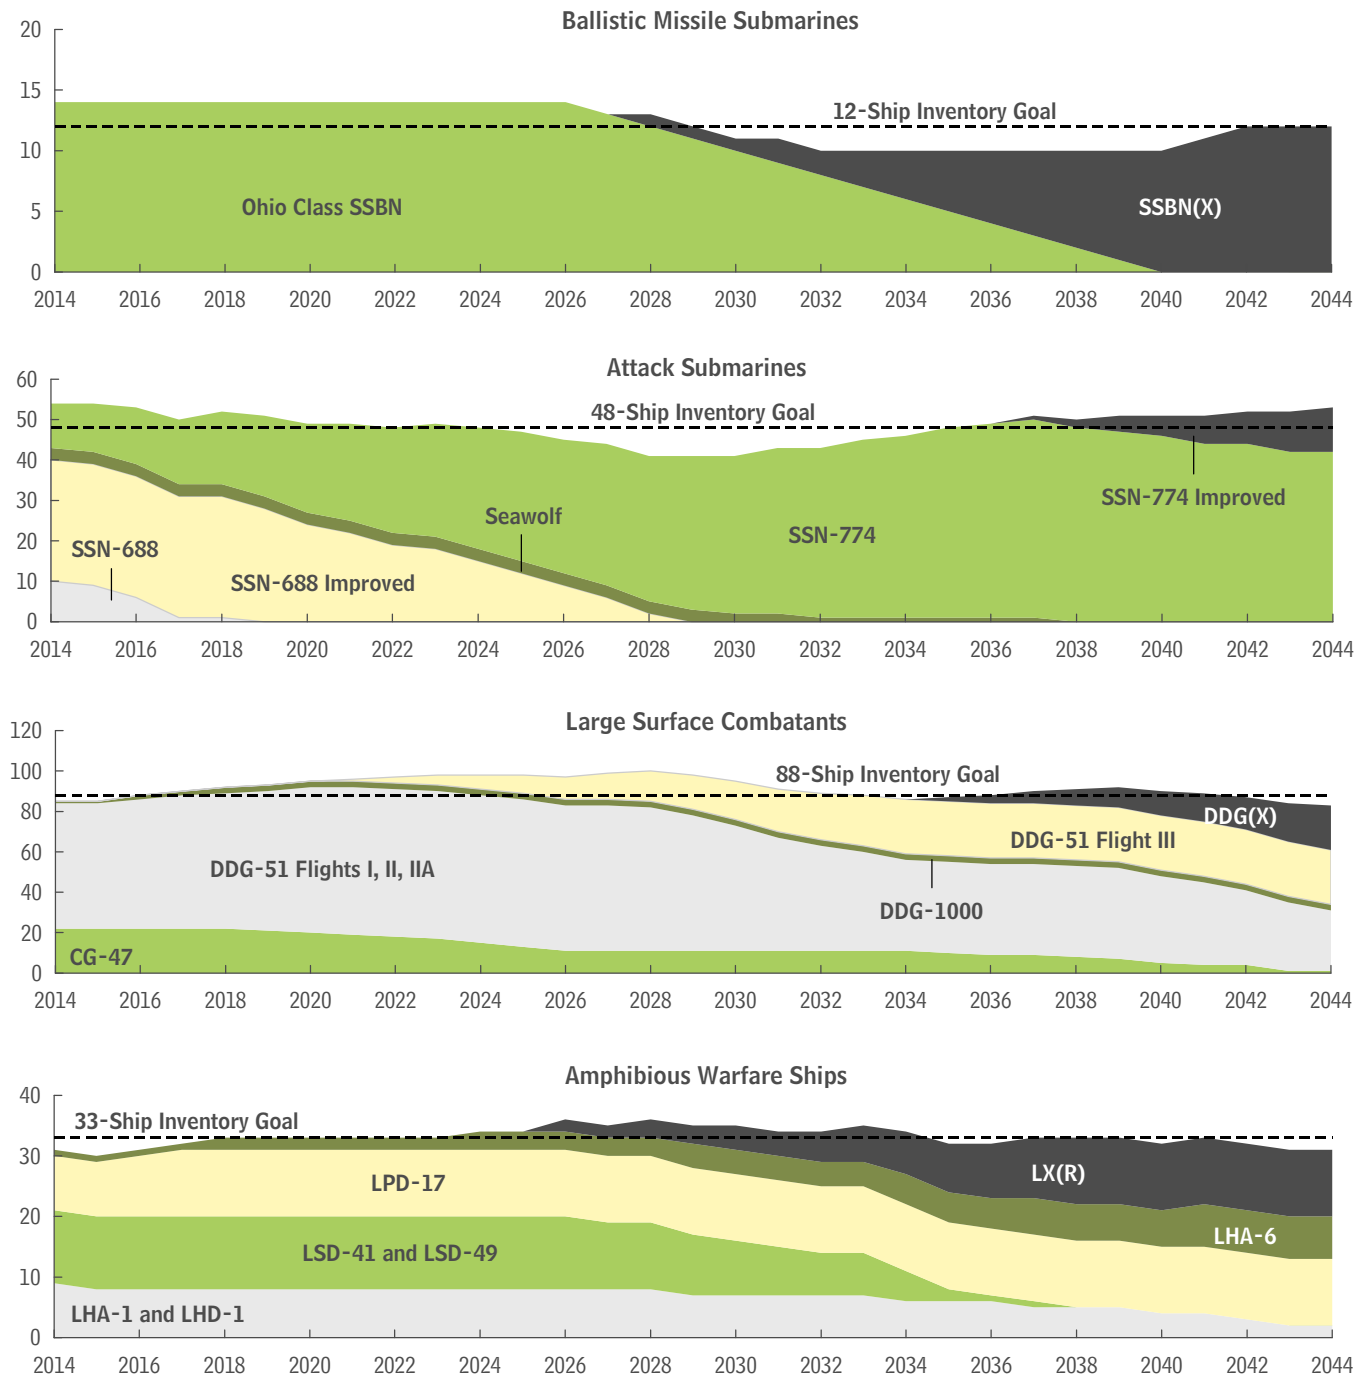 Ballistic Missile Submarines
20
15
12-Ship Inventory Goal
10
Ohio Class SSBN
SSBN(X)
5
0
2014 2016 2018 2020 2022 2024 2026 2028 2030 2032 2034 2036 2038 2040 2042 2044
Attack Submarines
60
48-Ship Inventory Goal
50
40
SSN-774 Improved
30
Seawolf
SSN-774
20
SSN-688
SSN-688 Improved
10
0
2014 2016 2018 2020 2022 2024 2026 2028 2030 2032 2034 2036 2038 2040 2042 2044
Large Surface Combatants
120
100
88-Ship Inventory Goal
80
DDG(X)
DDG-51 Flight III
60
DDG-51 Flights I, II, IIA
40
DDG-1000
20
CG-47
0
2014 2016 2018 2020 2022 2024 2026 2028 2030 2032 2034 2036 2038 2040 2042 2044
Amphibious Warfare Ships
40
33-Ship Inventory Goal
30
LX(R)
LPD-17
20
LHA-6
LSD-41 and LSD-49
10
LHA-1 and LHD-1
0
2014 2016 2018 2020 2022 2024 2026 2028 2030 2032 2034 2036 2038 2040 2042 2044